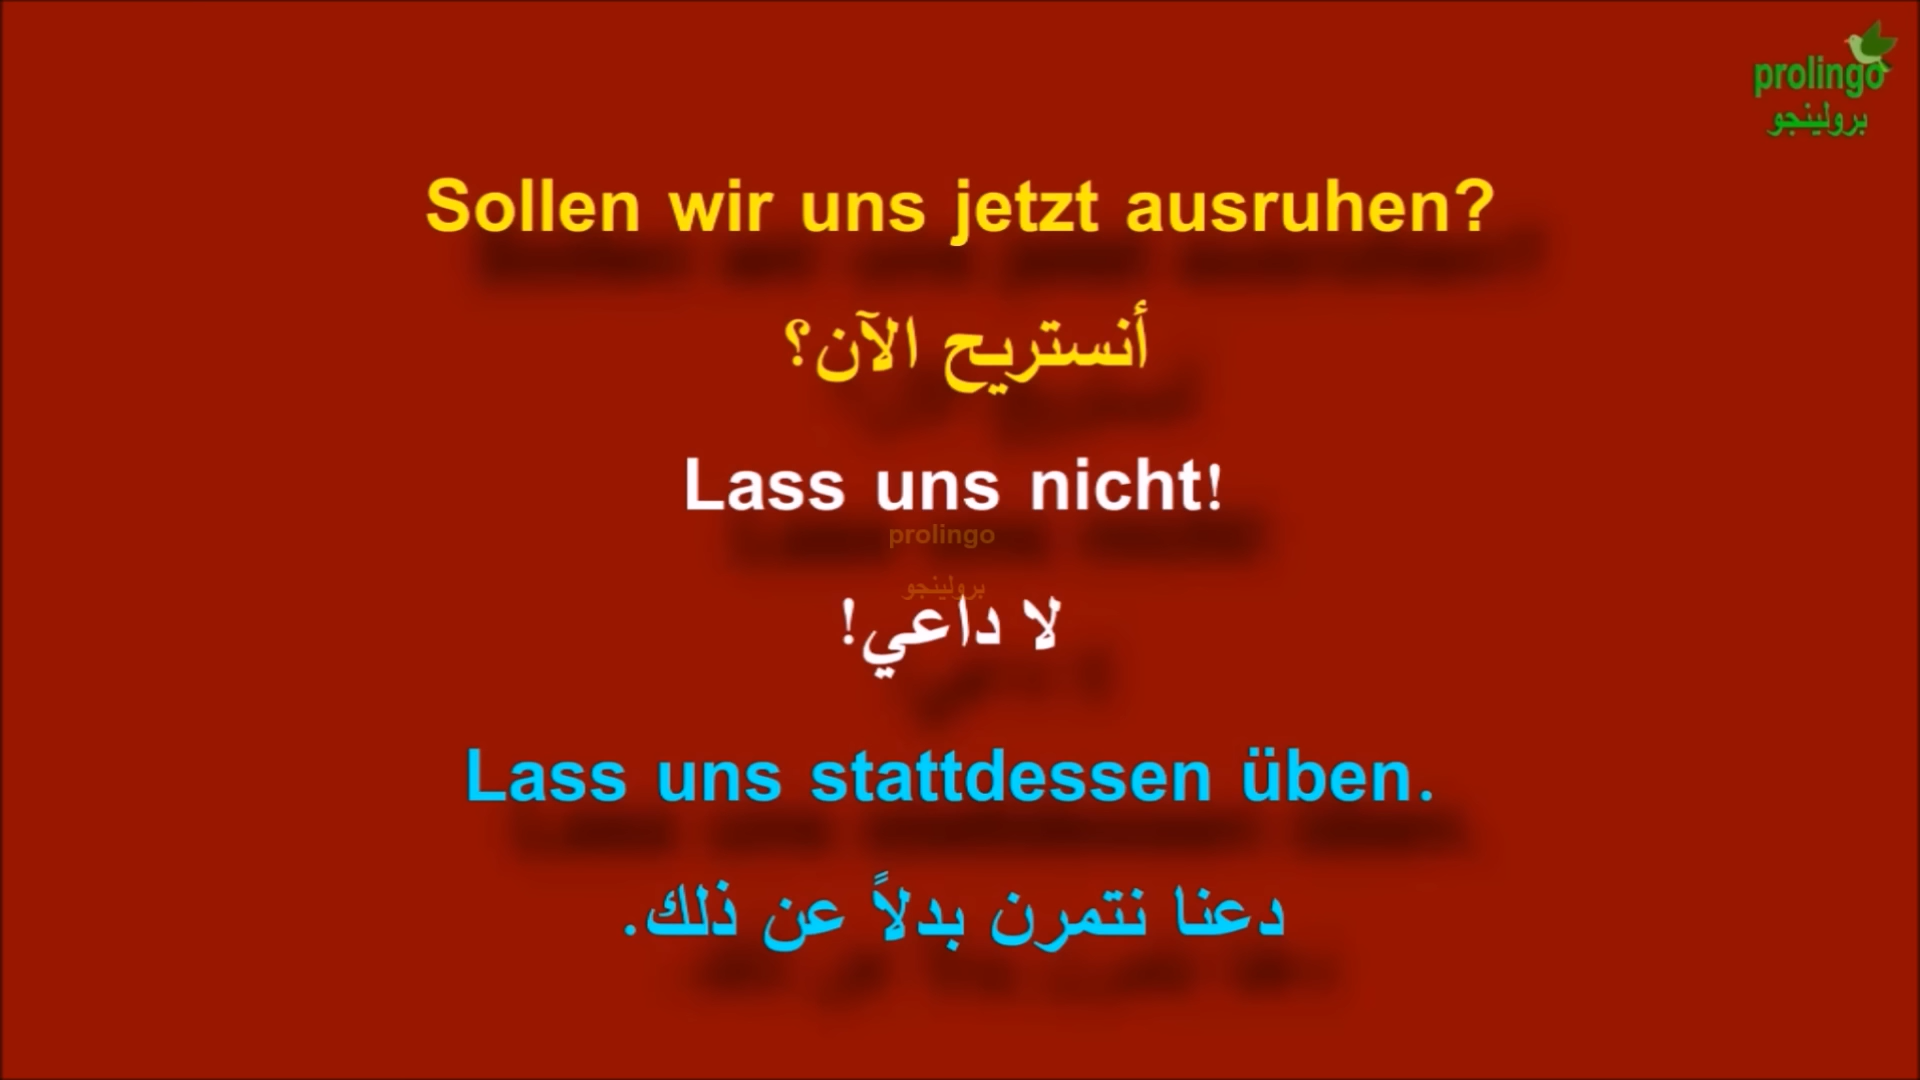 prolingo
برولينجو
Sollen wir uns jetzt ausruhen?
أنستريح الآن؟
Lass uns nicht!
prolingo
برولينجو
لا داعي!
Lass uns stattdessen üben.
دعنا نتمرن بدلاً عن ذلك.